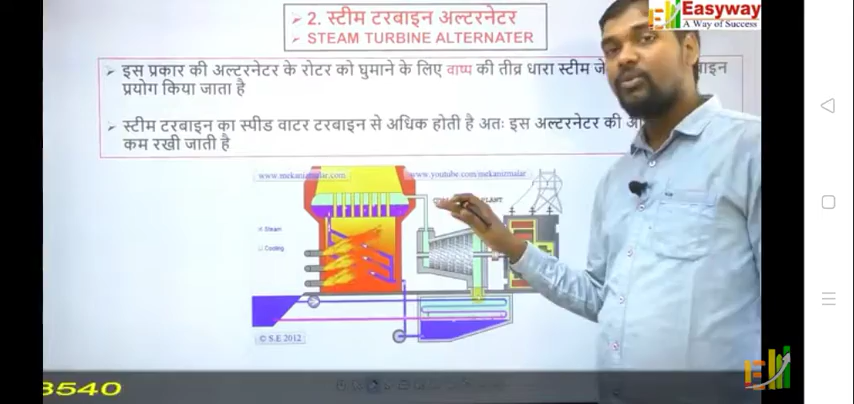 Easyway
A Way of Success
➤ 2. स्टीम टरबाइन अल्टरनेटर
➤ STEAM TURBINE ALTERNATER
➤ इस प्रकार की अल्टरनेटर के रोटर को घुमाने के लिए वाष्प की तीव्र धारा स्टीम
प्रयोग किया जाता है
➤ स्टीम टरबाइन का स्पीड वाटर टरबाइन से अधिक होती है अतः इस अल्टरनेटर की
कम रखी जाती है
www.mekanizmalar.com
www.youtube.com/mekanizmalar
PLANT
Steam
Cooling
© S.E 2012
3540